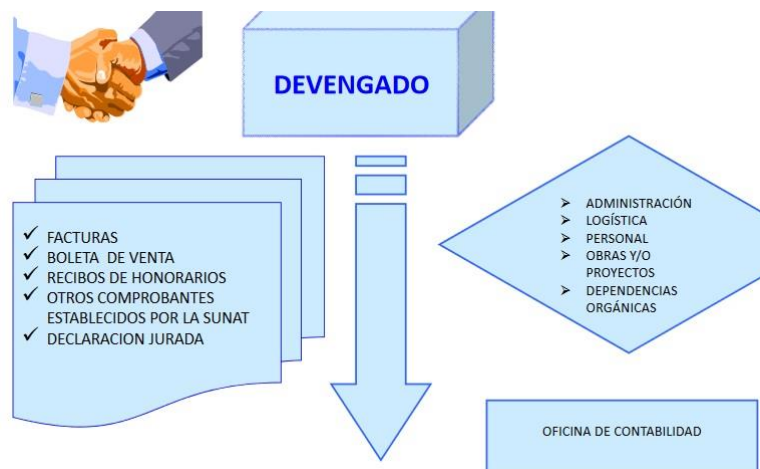 DEVENGADO
FACTURAS
BOLETA DE VENTA
RECIBOS DE HONORARIOS
OTROS COMPROBANTES
ESTABLECIDOS POR LA SUNAT
DECLARACION JURADA
ADMINISTRACIÓN
LOGÍSTICA
PERSONAL
OBRAS Y/O
PROYECTOS
DEPENDENCIAS
ORGÁNICAS
OFICINA DE CONTABILIDAD